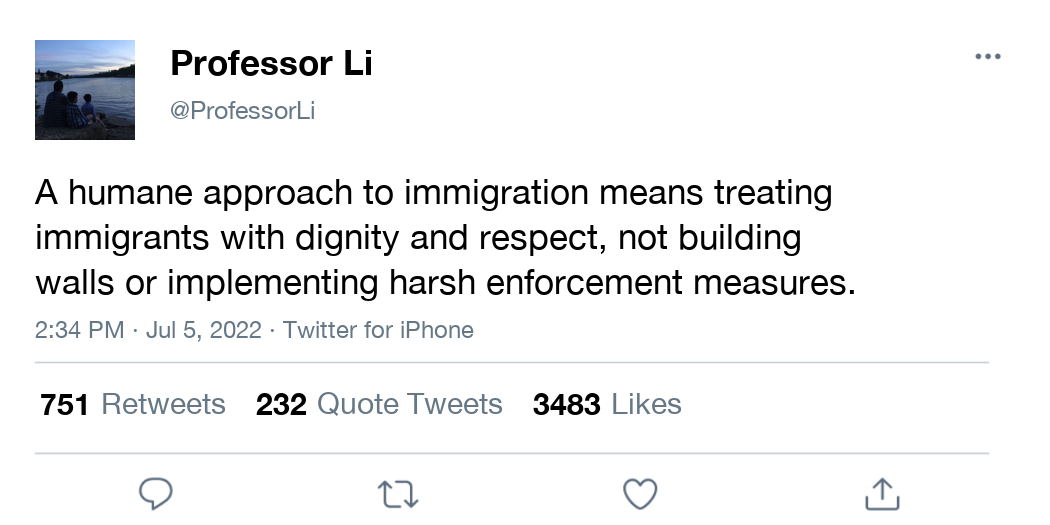 Professor Li
@ProfessorLi
A humane approach to immigration means treating
immigrants with dignity and respect, not building
walls or implementing harsh enforcement measures.
2:34 PM · Jul 5, 2022 · Twitter for iPhone
751 Retweets 232 Quote Tweets 3483 Likes